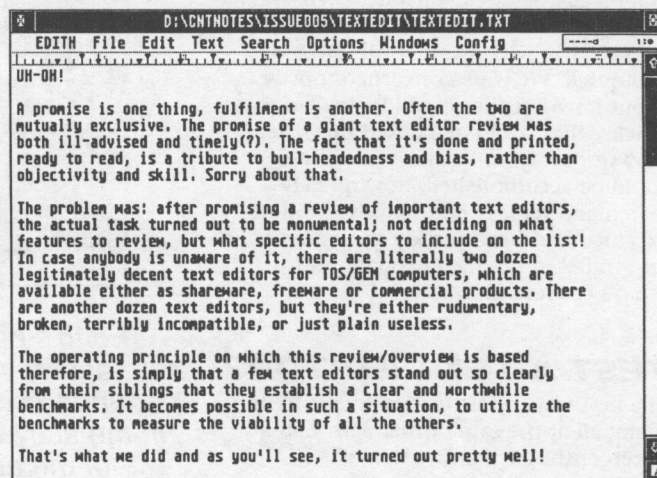 D:\CNTNOTES\ISSUE005\TEXTEDIT\TEXTEDIT.TXT
EDITH File Edit Text Search Options Windows Config
UH-OH!
A promise is one thing, fulfilment is another. Often the two are
mutually exclusive. The promise of a giant text editor review was
both ill-advised and timely(?). The fact that it's done and printed,
ready to read, is a tribute to bull-headedness and bias, rather than
objectivity and skill. Sorry about that.
The problem was: after promising a review of important text editors,
the actual task turned out to be monumental; not deciding on what
features to review, but what specific editors to include on the list!
In case anybody is unaware of it, there are literally two dozen
legitimately decent text editors for TOS/GEM computers, which are
available either as shareware, freeware or commercial products. There
are another dozen text editors, but they're either rudumentary,
broken, terribly incompatible, or just plain useless.
The operating principle on which this review/overview is based
therefore, is simply that a few text editors stand out so clearly
from their siblings that they establish a clear and worthwhile
benchmarks. It becomes possible in such a situation, to utilize the
benchmarks to measure the viability of all the others.
That's what we did and as you'll see, it turned out pretty well!